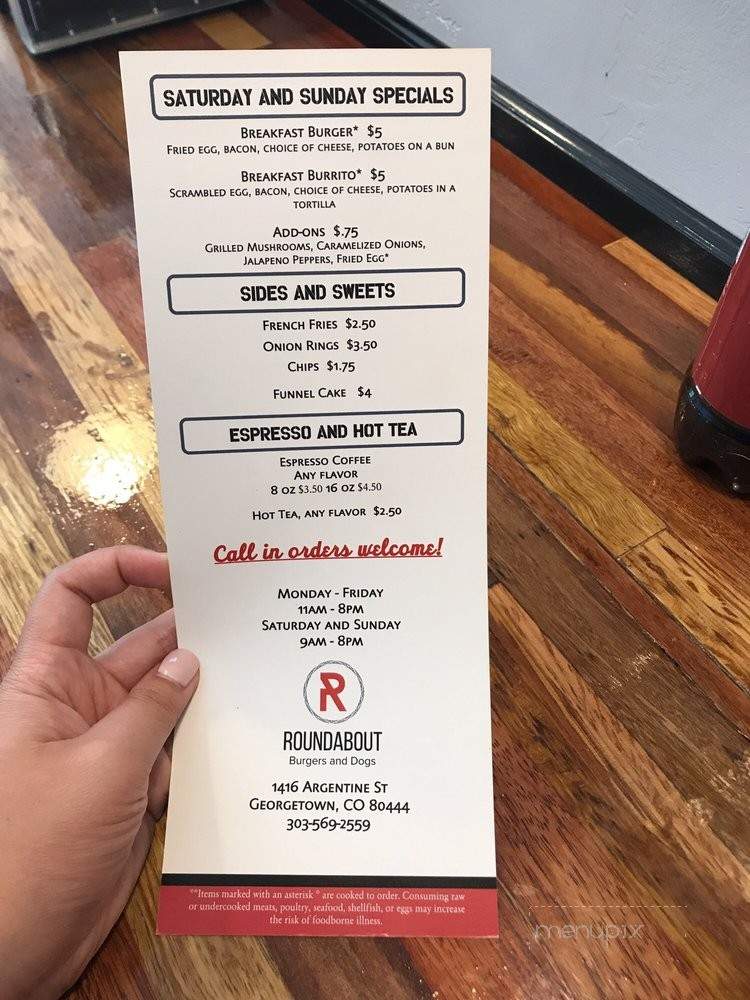 SATURDAY AND SUNDAY SPECIALS
BREAKFAST BURGER* $5
FRIED EGG, BACON, CHOICE OF CHEESE, POTATOES ON A BUN
BREAKFAST BURRITO* $5
SCRAMBLED EGG, BACON, CHOICE OF CHEESE, POTATOES IN A
TORTILLA
ADD-ONS $.75
GRILLED MUSHROOMS, CARAMELIZED ONIONS,
JALAPENO PEPPERS, FRIED EGG*
SIDES AND SWEETS
FRENCH FRIES $2.50
ONION RINGS $3.50
CHIPS $1.75
FUNNEL CAKE $4
ESPRESSO AND HOT TEA
ESPRESSO COFFEE
ANY FLAVOR
8 OZ $3.50 16 OZ $4.50
HOT TEA, ANY FLAVOR $2.50
Call in orders welcome!
MONDAY - FRIDAY
11AM - 8PM
SATURDAY AND SUNDAY
9AM - 8PM
R
ROUNDABOUT
Burgers and Dogs
1416 ARGENTINE ST
GEORGETOWN, CO 80444
303-569-2559
**Items marked with an asterisk * are cooked to order. Consuming raw
or undercooked meats, poultry, seafood, shellfish, or eggs may increase
the risk of foodborne illness.
menupix